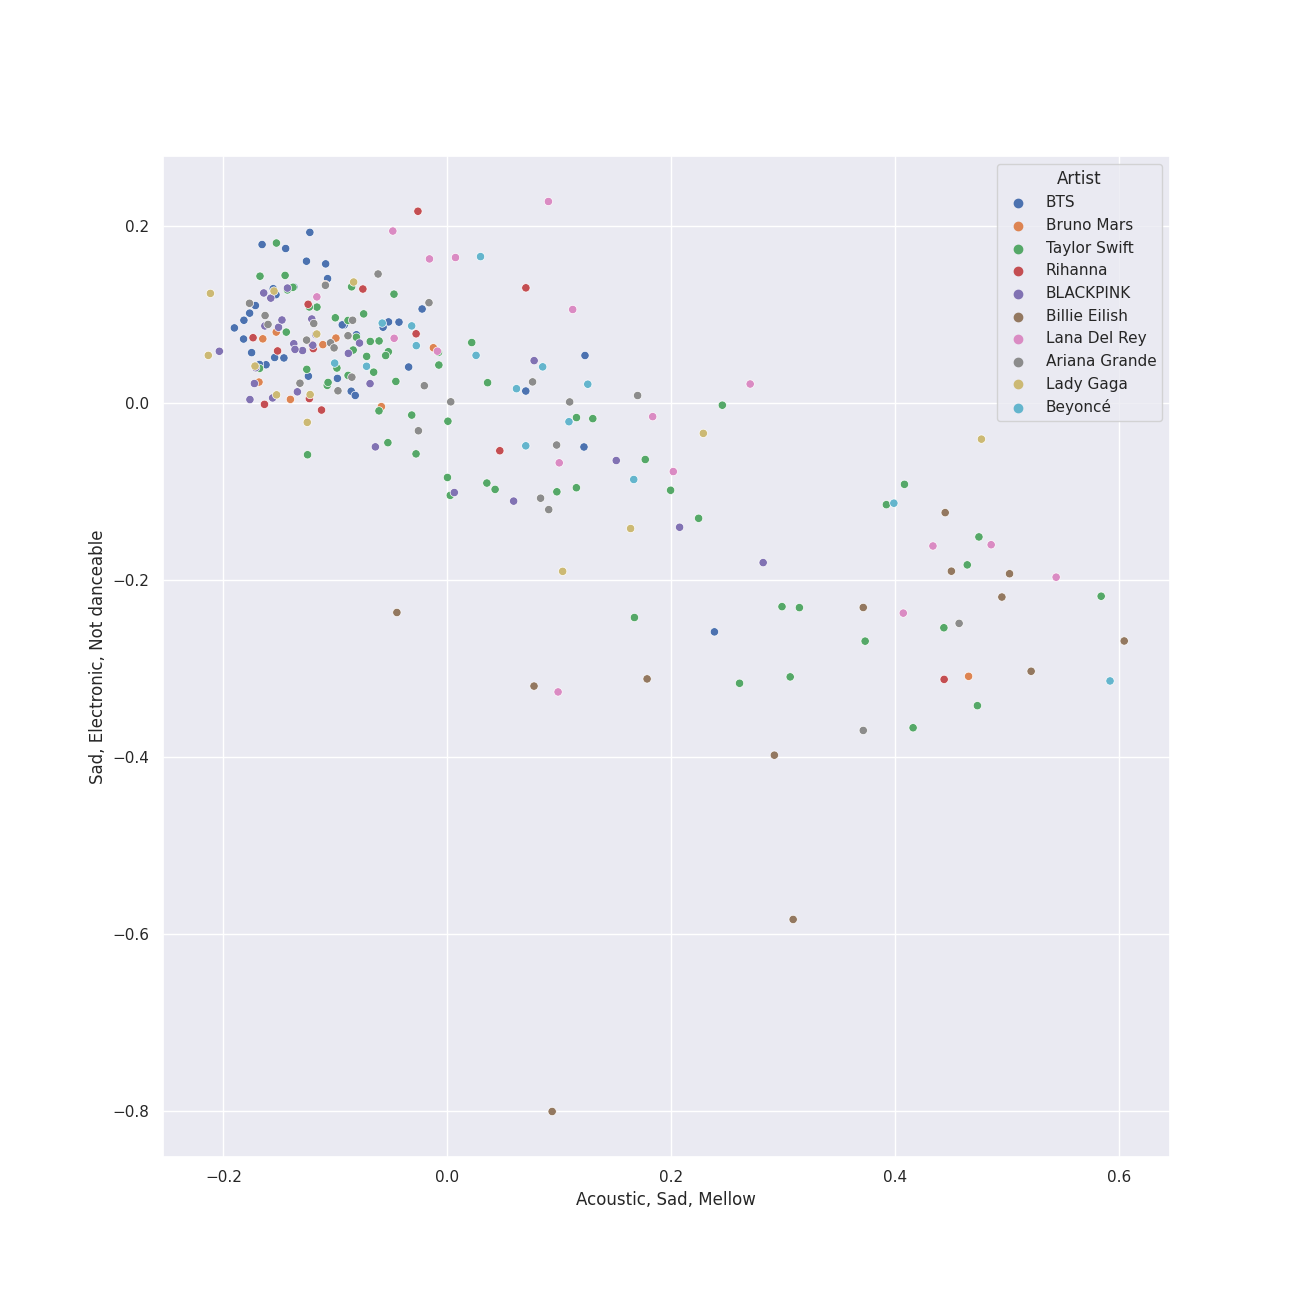 Artist
BTS
Bruno Mars
Taylor Swift
Rihanna
BLACKPINK
Billie Eilish
Lana Del Rey
Ariana Grande
Lady Gaga
Beyoncé
0.2
0.0
−0.2
−0.4
−0.6
−0.8
Sad, Electronic, Not danceable
−0.2 0.0 0.2 0.4 0.6
Acoustic, Sad, Mellow